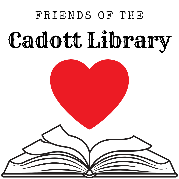 FRIENDS OF THE
Cadott Library